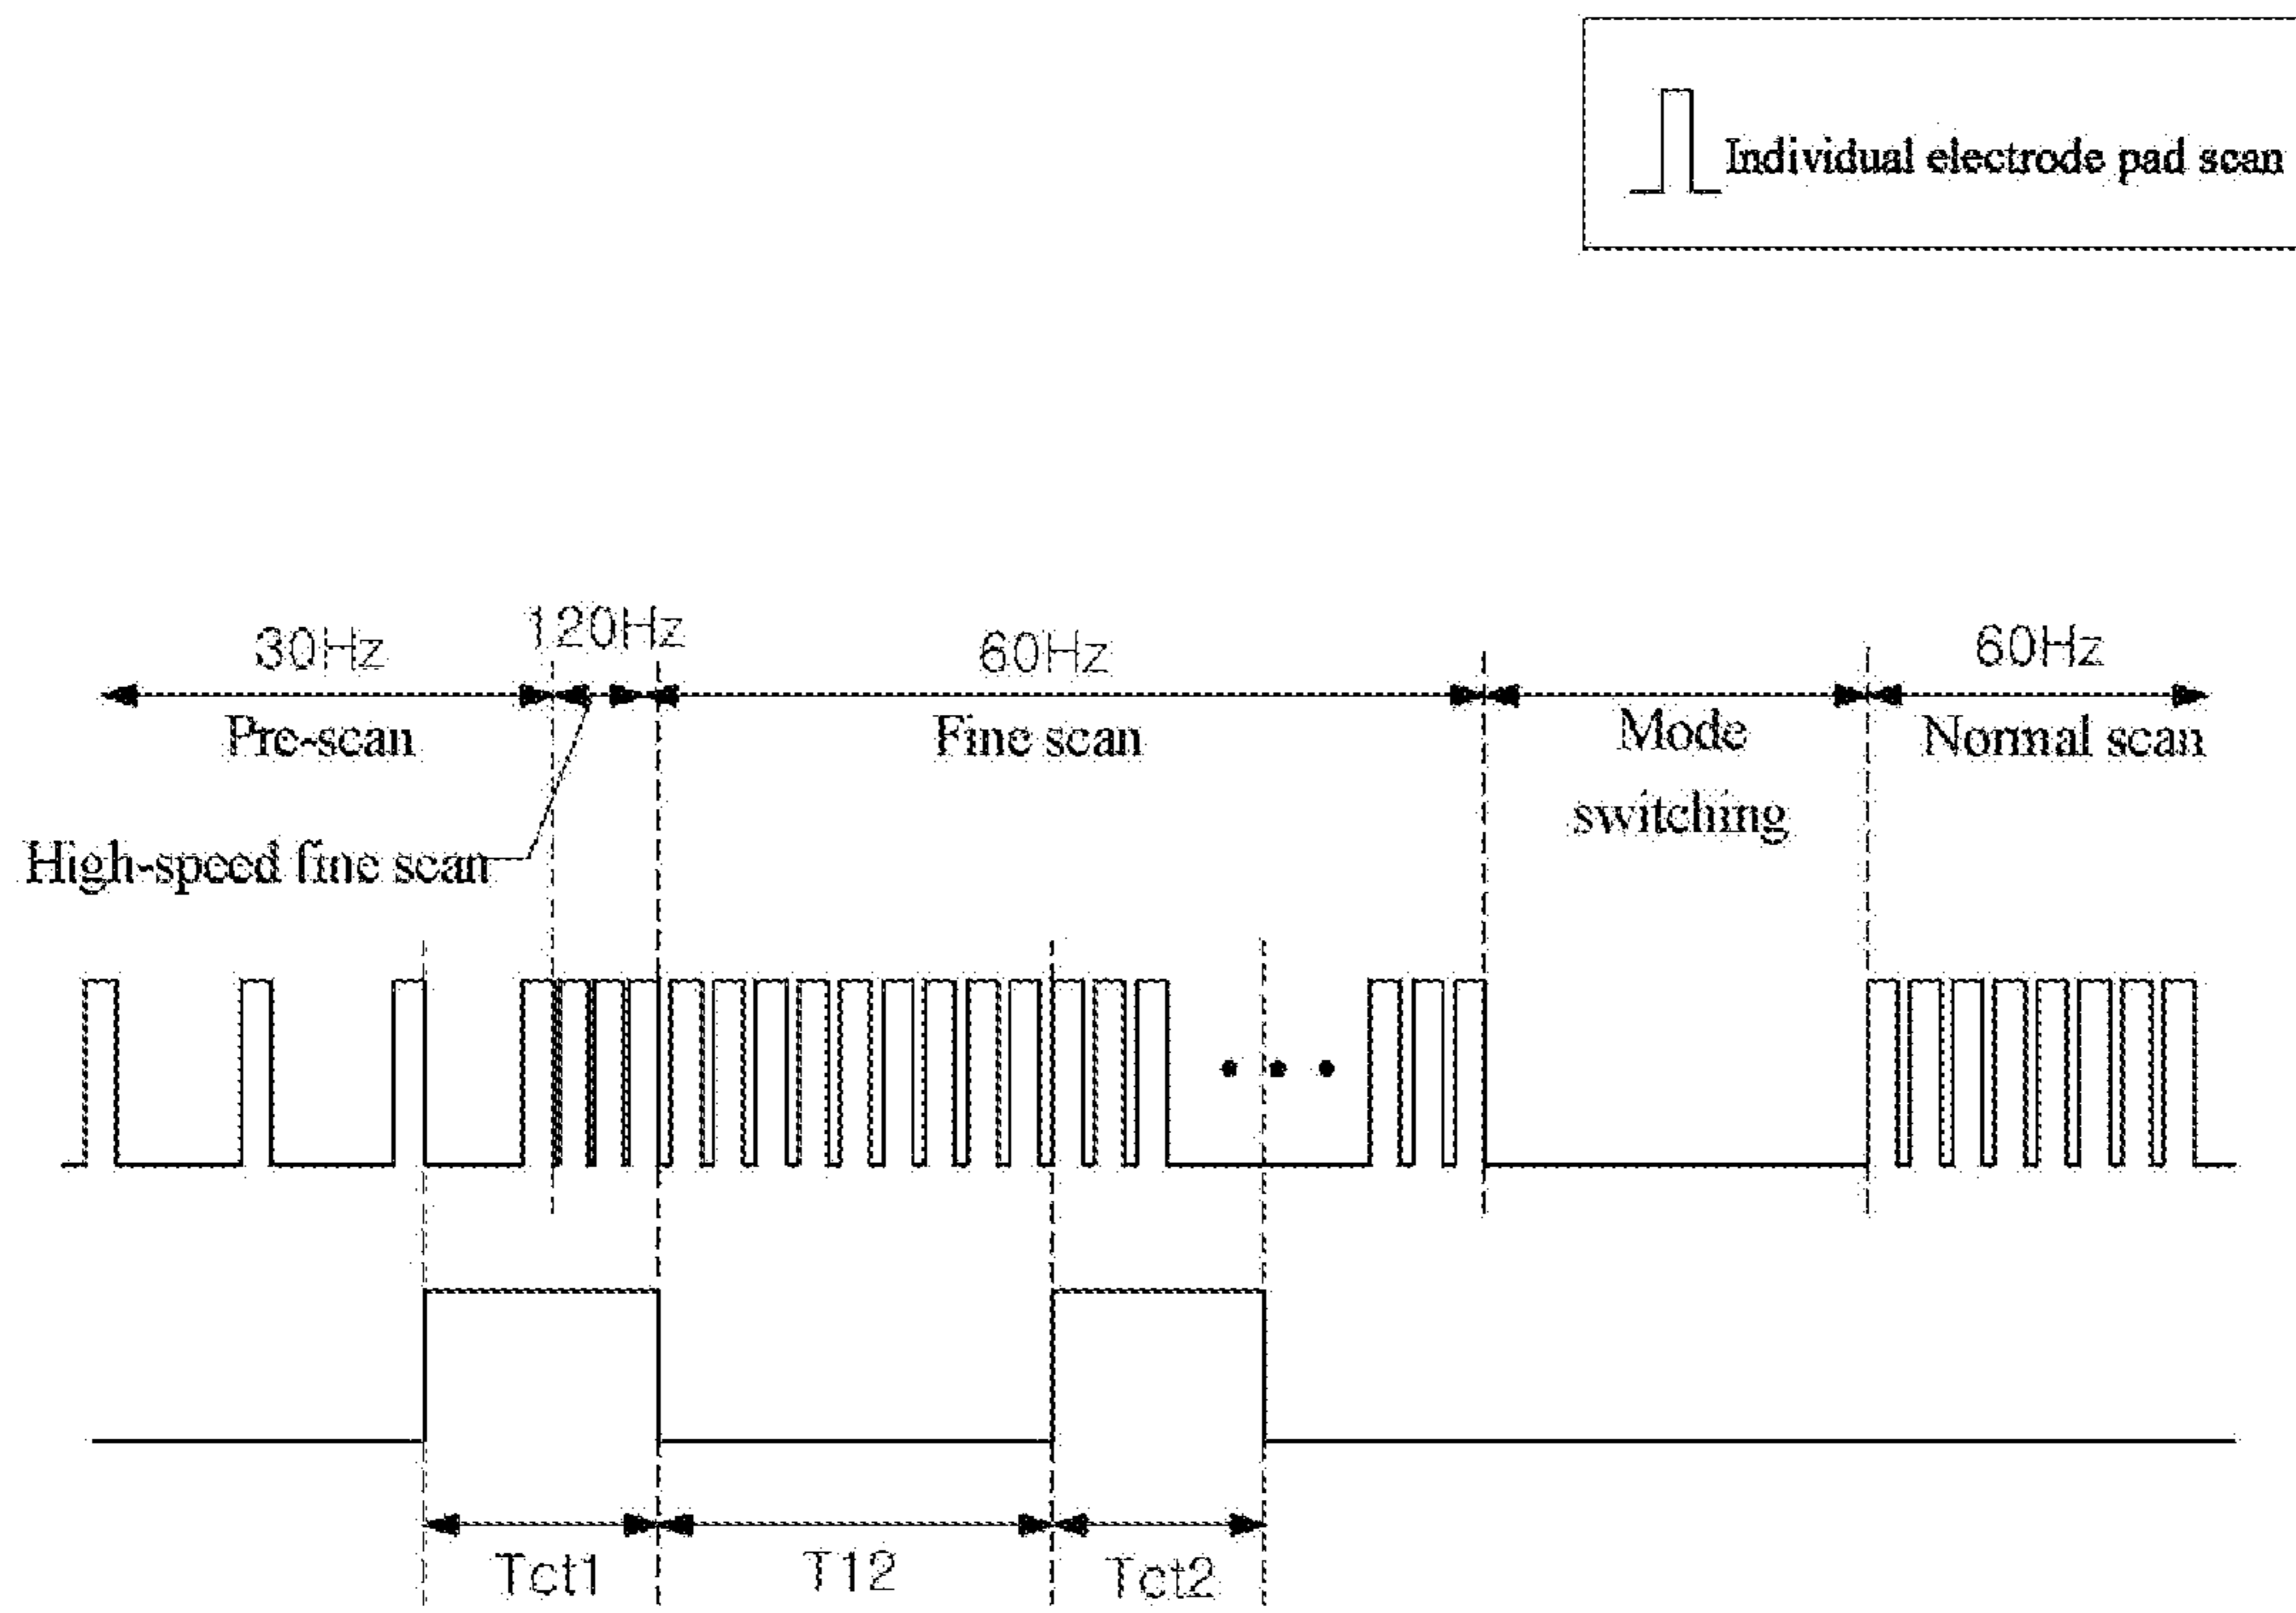 Individual electrode pad scan
30Hz
120Hz
60Hz
60Hz
Pre-scan
Fine scan
Mode
switching
Normal scan
High-speed fine scan
Tct1
T12
Tct2